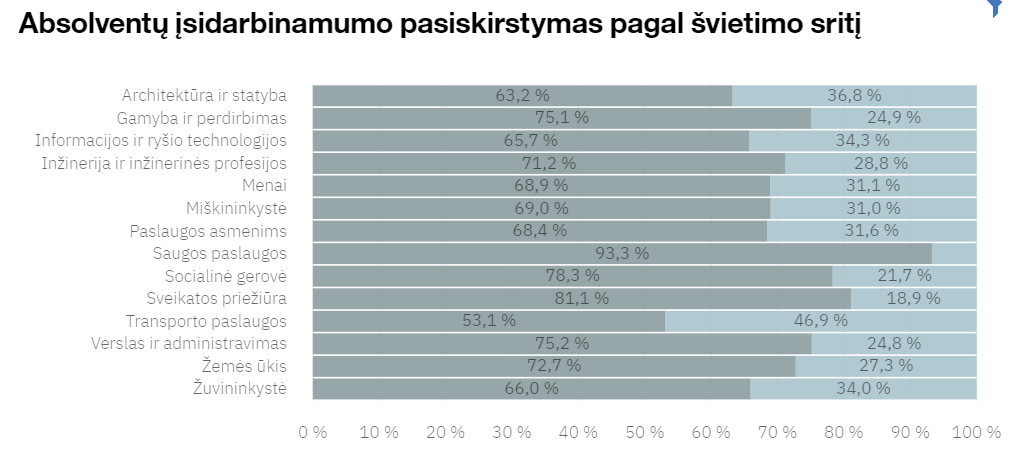 Absolventų įsidarbinamumo pasiskirstymas pagal švietimo sritį
Architektūra ir statyba 63,2 % 36,8 %
Gamyba ir perdirbimas 75,1 % 24,9 %
Informacijos ir ryšio technologijos 65,7 % 34,3 %
Inžinerija ir inžinerinės profesijos 71,2 % 28,8 %
Menai 68,9 % 31,1 %
Miškininkystė 69,0 % 31,0 %
Paslaugos asmenims 68,4 % 31,6 %
Saugos paslaugos 93,3 %
Socialinė gerovė 78,3 % 21,7 %
Sveikatos priežiūra 81,1 % 18,9 %
Transporto paslaugos 53,1 % 46,9 %
Verslas ir administravimas 75,2 % 24,8 %
Žemės ūkis 72,7 % 27,3 %
Žuvininkystė 66,0 % 34,0 %
0 % 10 % 20 % 30 % 40 % 50 % 60 % 70 % 80 % 90 % 100 %